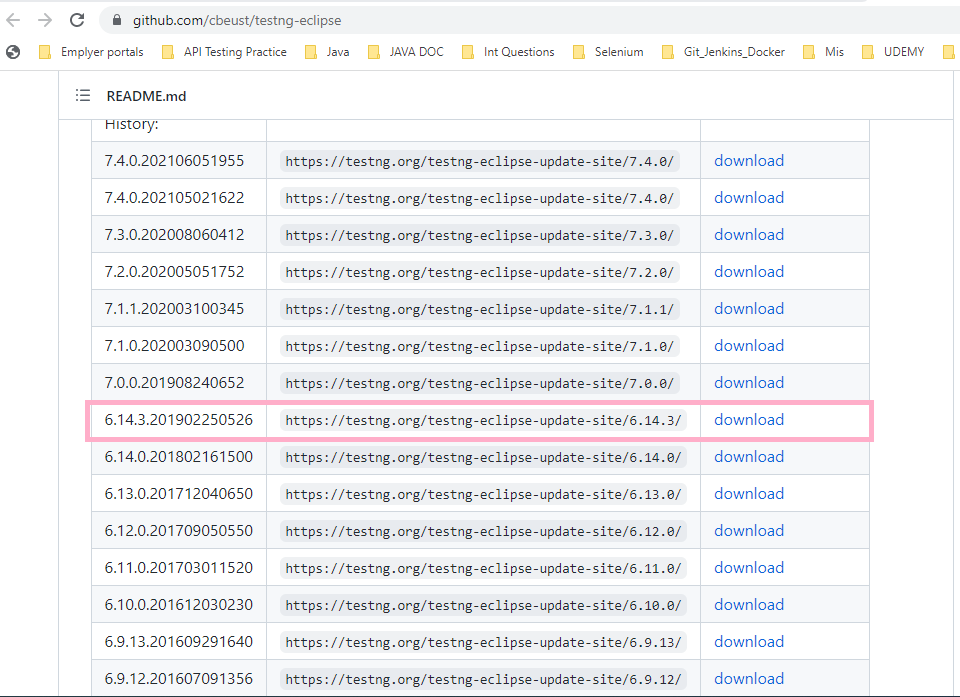 github.com/cbeust/testng-eclipse
Emplyer portals API Testing Practice Java JAVA DOC Int Questions Selenium Git_Jenkins_Docker Mis UDEMY
README.md
History:
7.4.0.202106051955 https://testng.org/testng-eclipse-update-site/7.4.0/ download
7.4.0.202105021622 https://testng.org/testng-eclipse-update-site/7.4.0/ download
7.3.0.202008060412 https://testng.org/testng-eclipse-update-site/7.3.0/ download
7.2.0.202005051752 https://testng.org/testng-eclipse-update-site/7.2.0/ download
7.1.1.202003100345 https://testng.org/testng-eclipse-update-site/7.1.1/ download
7.1.0.202003090500 https://testng.org/testng-eclipse-update-site/7.1.0/ download
7.0.0.201908240652 https://testng.org/testng-eclipse-update-site/7.0.0/ download
6.14.3.201902250526 https://testng.org/testng-eclipse-update-site/6.14.3/ download
6.14.0.201802161500 https://testng.org/testng-eclipse-update-site/6.14.0/ download
6.13.0.201712040650 https://testng.org/testng-eclipse-update-site/6.13.0/ download
6.12.0.201709050550 https://testng.org/testng-eclipse-update-site/6.12.0/ download
6.11.0.201703011520 https://testng.org/testng-eclipse-update-site/6.11.0/ download
6.10.0.201612030230 https://testng.org/testng-eclipse-update-site/6.10.0/ download
6.9.13.201609291640 https://testng.org/testng-eclipse-update-site/6.9.13/ download
6.9.12.201607091356 https://testng.org/testng-eclipse-update-site/6.9.12/ download